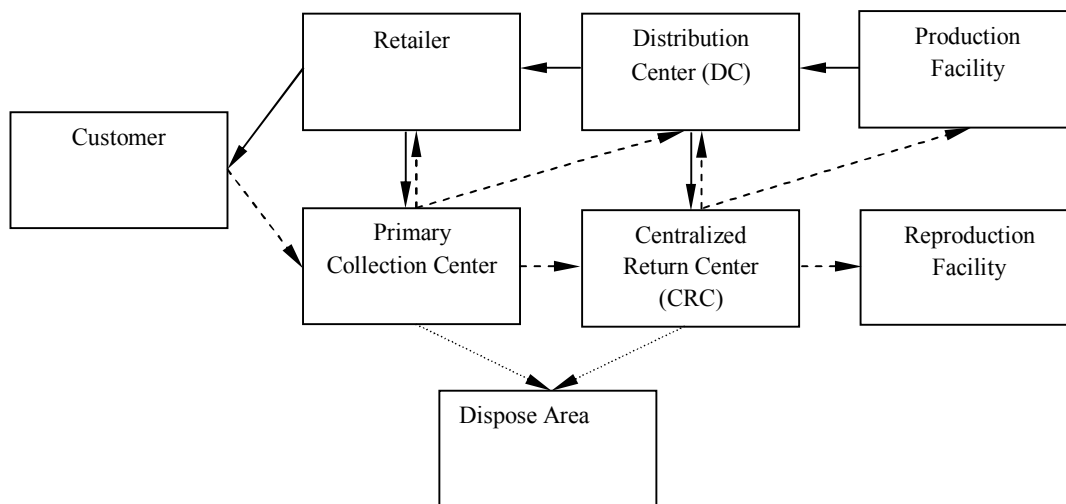 Retailer
Distribution
Center (DC)
Production
Facility
Customer
Primary
Collection Center
Centralized
Return Center
(CRC)
Reproduction
Facility
Dispose Area